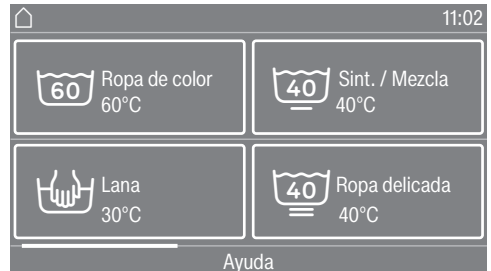 11:02
60
Ropa de color
60°C
40
Sint. / Mezcla
40°C
Lana
30°C
40
Ropa delicada
40°C
Ayuda